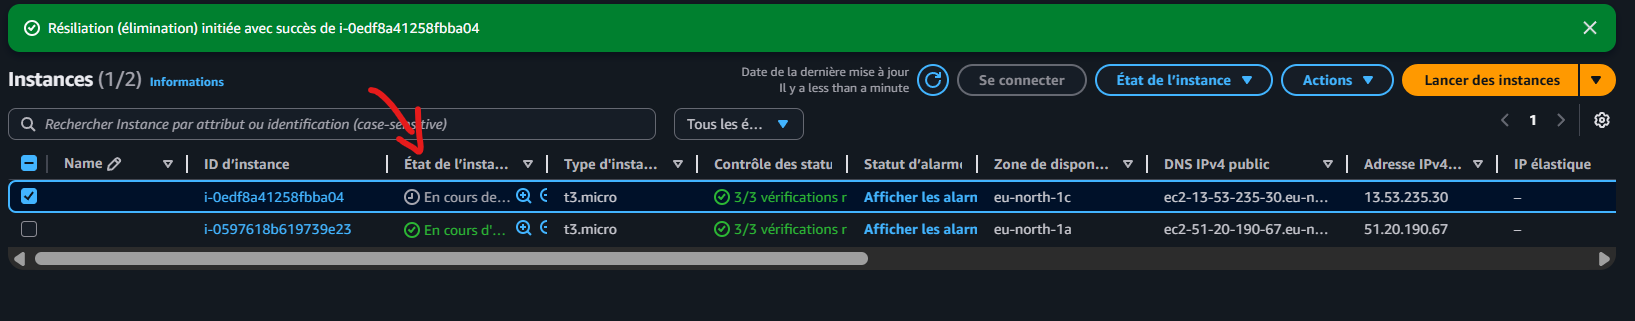 Résiliation (élimination) initiée avec succès de i-0edf8a41258fbba04
Instances (1/2) Informations
Date de la dernière mise à jour
Il y a less than a minute
Se connecter
État de l'instance
Actions
Lancer des instances
Rechercher Instance par attribut ou identification (case-sensitive)
Tous les é...
1
Name ID d'instance État de l'insta... Type d'insta... Contrôle des statu Statut d'alarme Zone de dispon... DNS IPv4 public Adresse IPv4... IP élastique
i-0edf8a41258fbba04 En cours de... t3.micro 3/3 vérifications r Afficher les alarn eu-north-1c ec2-13-53-235-30.eu-n... 13.53.235.30 –
i-0597618b619739e23 En cours d'... t3.micro 3/3 vérifications r Afficher les alarn eu-north-1a ec2-51-20-190-67.eu-n... 51.20.190.67 –